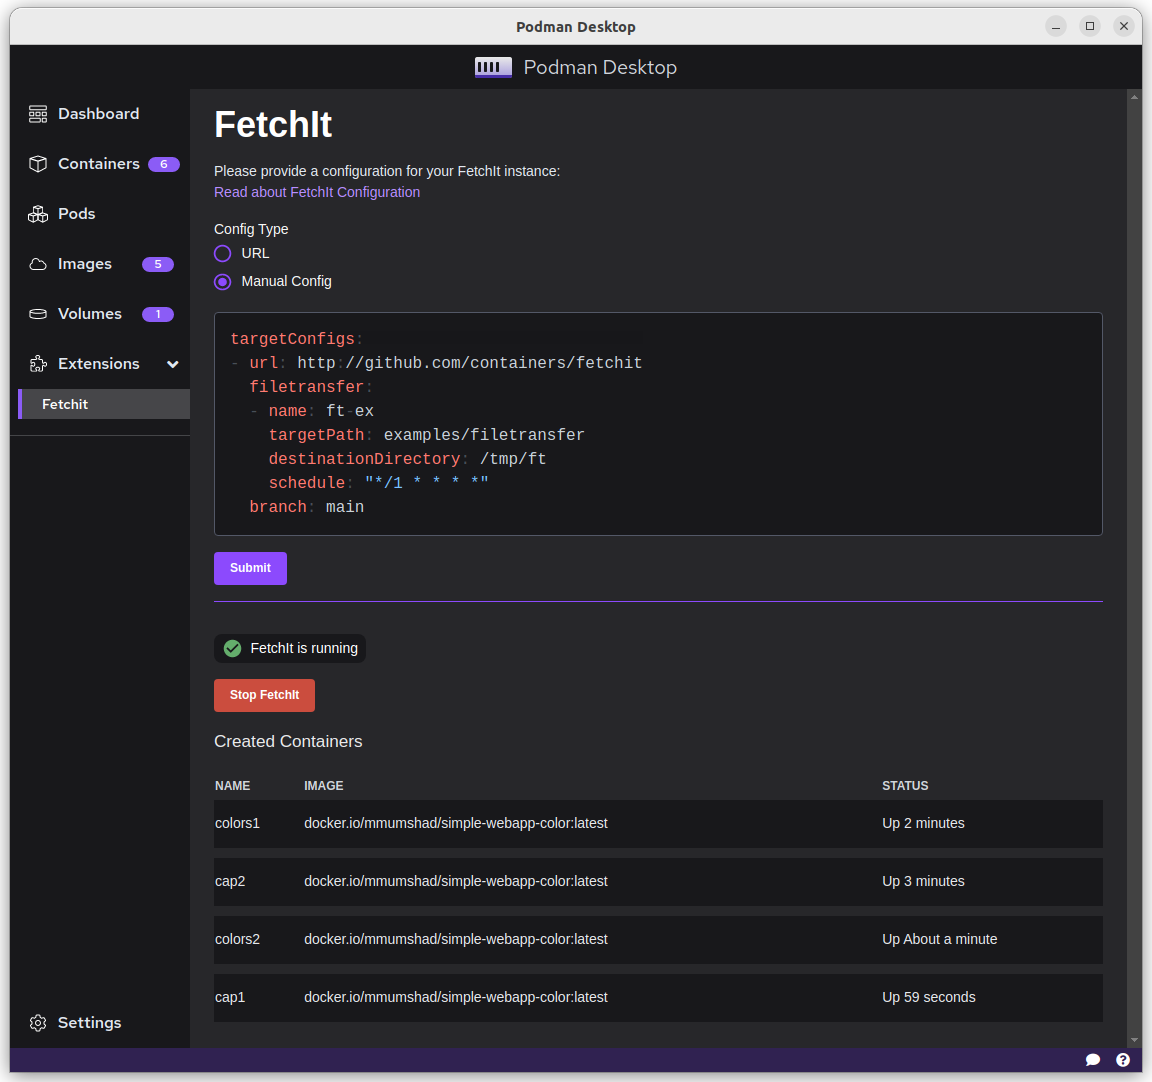 Podman Desktop
Podman Desktop
Dashboard
Containers 6
Pods
Images 5
Volumes 1
Extensions
Fetchit
Settings
FetchIt
Please provide a configuration for your FetchIt instance:
Read about FetchIt Configuration
Config Type
URL
Manual Config
targetConfigs:
- url: http://github.com/containers/fetchit
  filetransfer:
  - name: ft-ex
    targetPath: examples/filetransfer
    destinationDirectory: /tmp/ft
    schedule: "*/1 * * * *"
  branch: main
Submit
FetchIt is running
Stop FetchIt
Created Containers
NAME IMAGE STATUS
colors1 docker.io/mmumshad/simple-webapp-color:latest Up 2 minutes
cap2 docker.io/mmumshad/simple-webapp-color:latest Up 3 minutes
colors2 docker.io/mmumshad/simple-webapp-color:latest Up About a minute
cap1 docker.io/mmumshad/simple-webapp-color:latest Up 59 seconds